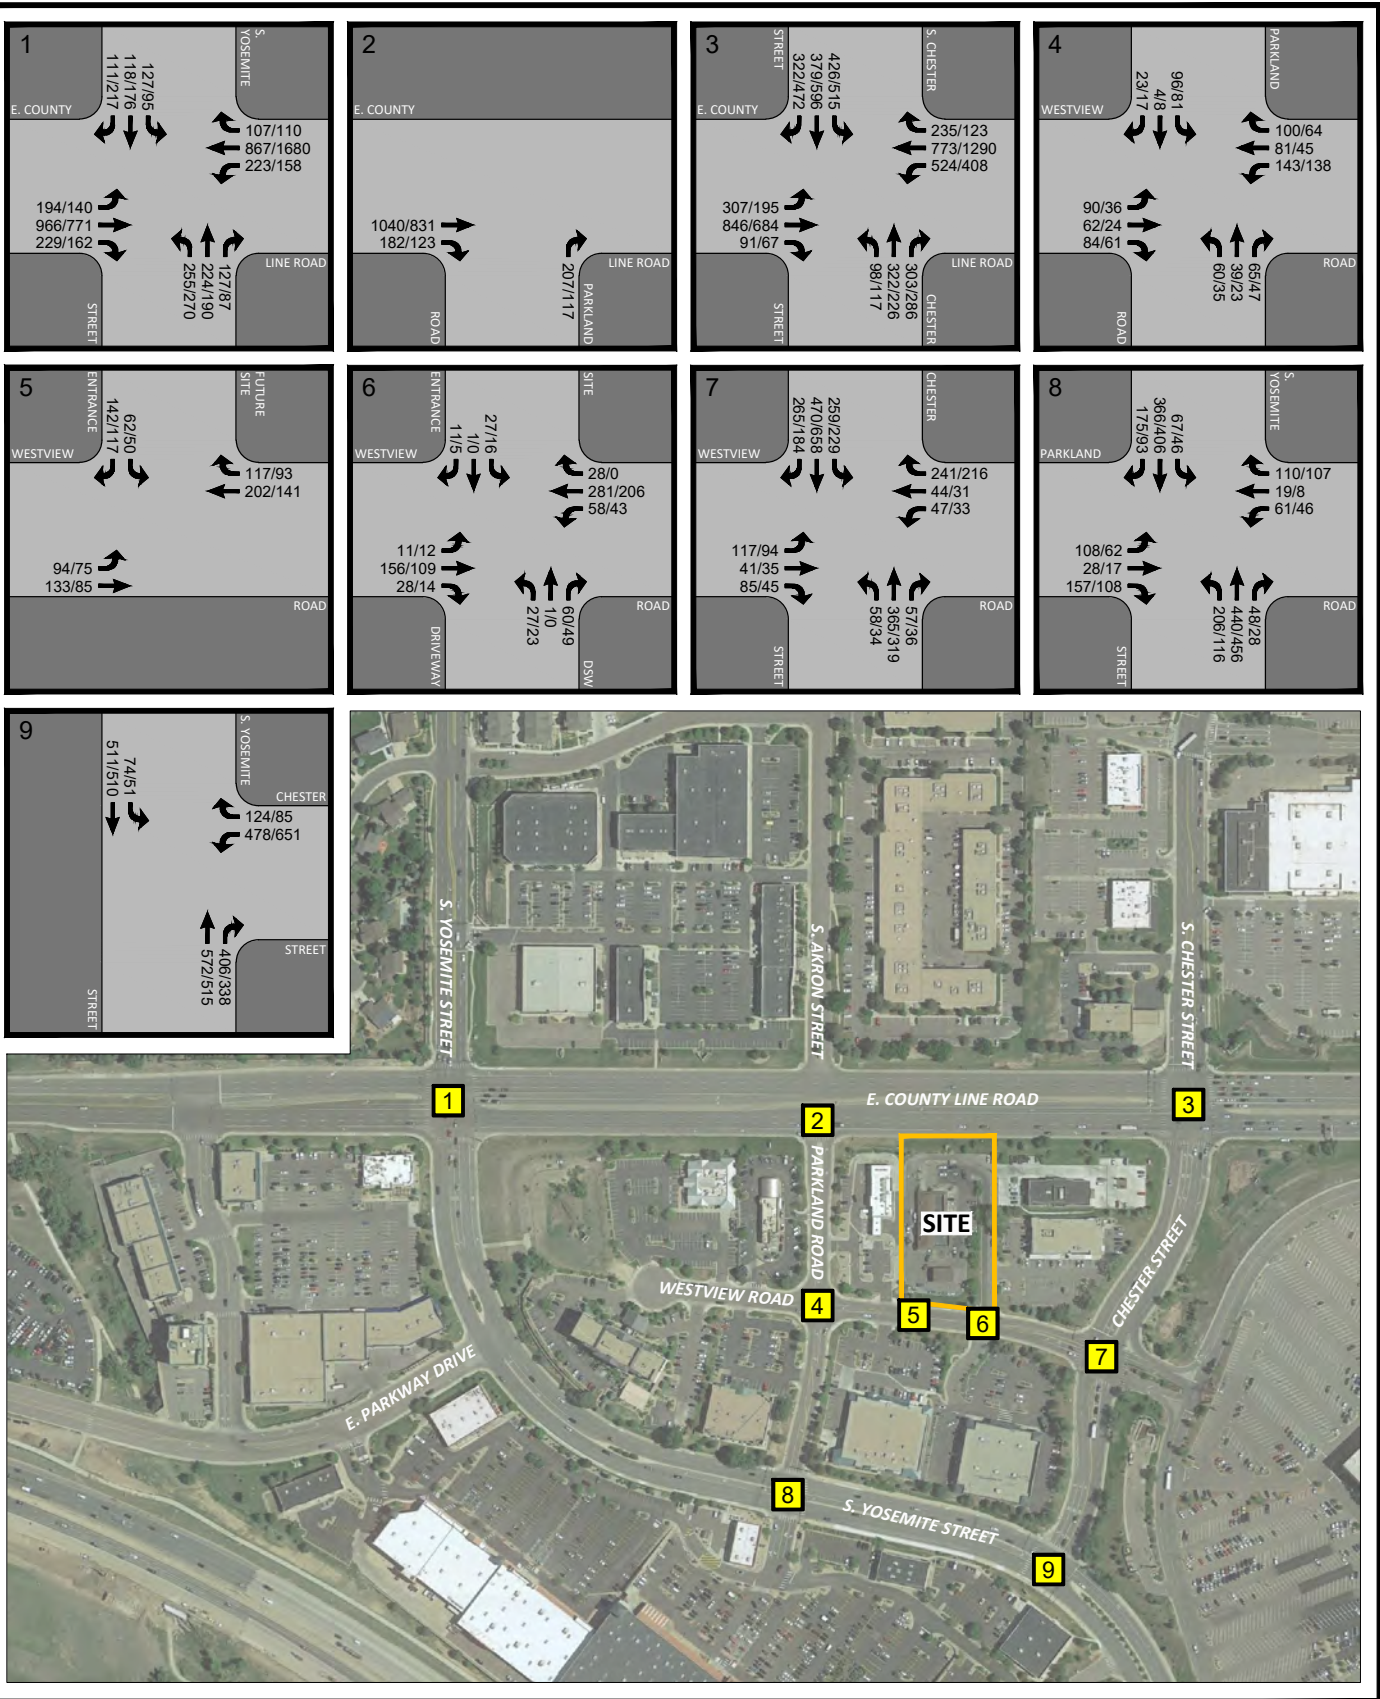 1
S.
YOSEMITE
111/217
118/176
127/95
E. COUNTY
107/110
867/1680
223/158
194/140
966/771
229/162
255/270
224/190
127/87
LINE ROAD
STREET
2
E. COUNTY
1040/831
182/123
207/117
LINE ROAD
ROAD
PARKLAND
3
STREET
S. CHESTER
322/472
379/596
426/515
E. COUNTY
235/123
773/1290
524/408
307/195
846/684
91/67
98/117
322/226
303/286
LINE ROAD
STREET
CHESTER
4
PARKLAND
23/17
4/8
96/81
WESTVIEW
100/64
81/45
143/138
90/36
62/24
84/61
60/35
39/23
65/47
ROAD
ROAD
5
ENTRANCE
FUTURE
SITE
142/117
62/50
WESTVIEW
117/93
202/141
94/75
133/85
ROAD
6
ENTRANCE
SITE
11/5
1/0
27/16
WESTVIEW
28/0
281/206
58/43
11/12
156/109
28/14
27/23
1/0
60/49
ROAD
DRIVEWAY
DSW
7
CHESTER
265/184
470/658
259/229
WESTVIEW
241/216
44/31
47/33
117/94
41/35
85/45
58/34
365/319
57/36
ROAD
STREET
8
S.
YOSEMITE
175/93
366/406
67/46
PARKLAND
110/107
19/8
61/46
108/62
28/17
157/108
206/116
440/456
48/28
ROAD
STREET
9
S. YOSEMITE
511/510
74/51
CHESTER
124/85
478/651
572/515
406/338
STREET
STREET
S. YOSEMITE STREET
S. AKRON STREET
S. CHESTER STREET
1
E. COUNTY LINE ROAD
2
3
PARKLAND ROAD
SITE
CHESTER STREET
WESTVIEW ROAD
4
5
6
7
E. PARKWAY DRIVE
8
S. YOSEMITE STREET
9